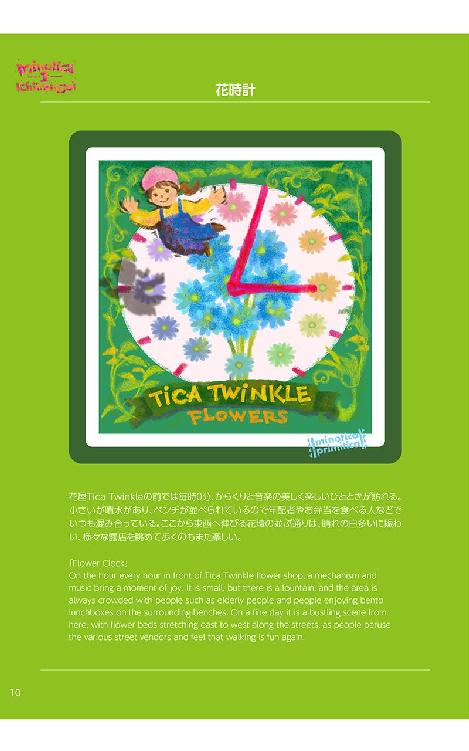 minotica
ichikengoi
花時計
TiCA TWiNKLE
FLOWERS
minotica
primitica
花屋Tica Twinkleの前では毎時0分、からくりと音楽の美しく楽しいひとときが訪れる。
小さいが噴水があり、ベンチが並べられているので年配者やお弁当を食べる人などで
いつも混み合っている。ここから東西へ伸びる花壇の並ぶ通りは、晴れの日多いに賑わ
い、様々な露店を眺めて歩くのもまた楽しい。
「Flower Clock」
On the hour every hour in front of Tica Twinkle flower shop, a mechanism and
music bring a moment of joy. It is small, but there is a fountain, and the area is
always crowded with people such as elderly people and people enjoying bento
lunchboxes on the surrounding benches. On a fine day it is a bustling scene from
here, with flower beds stretching east to west along the streets, as people peruse
the various street vendors and feel that walking is fun again.
10